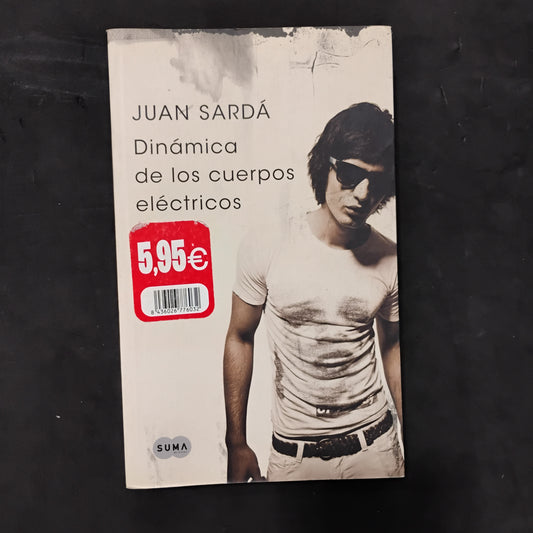 JUAN SARDÁ
Dinámica
de los cuerpos
eléctricos
5,95€
8 436026 776032
SUMA